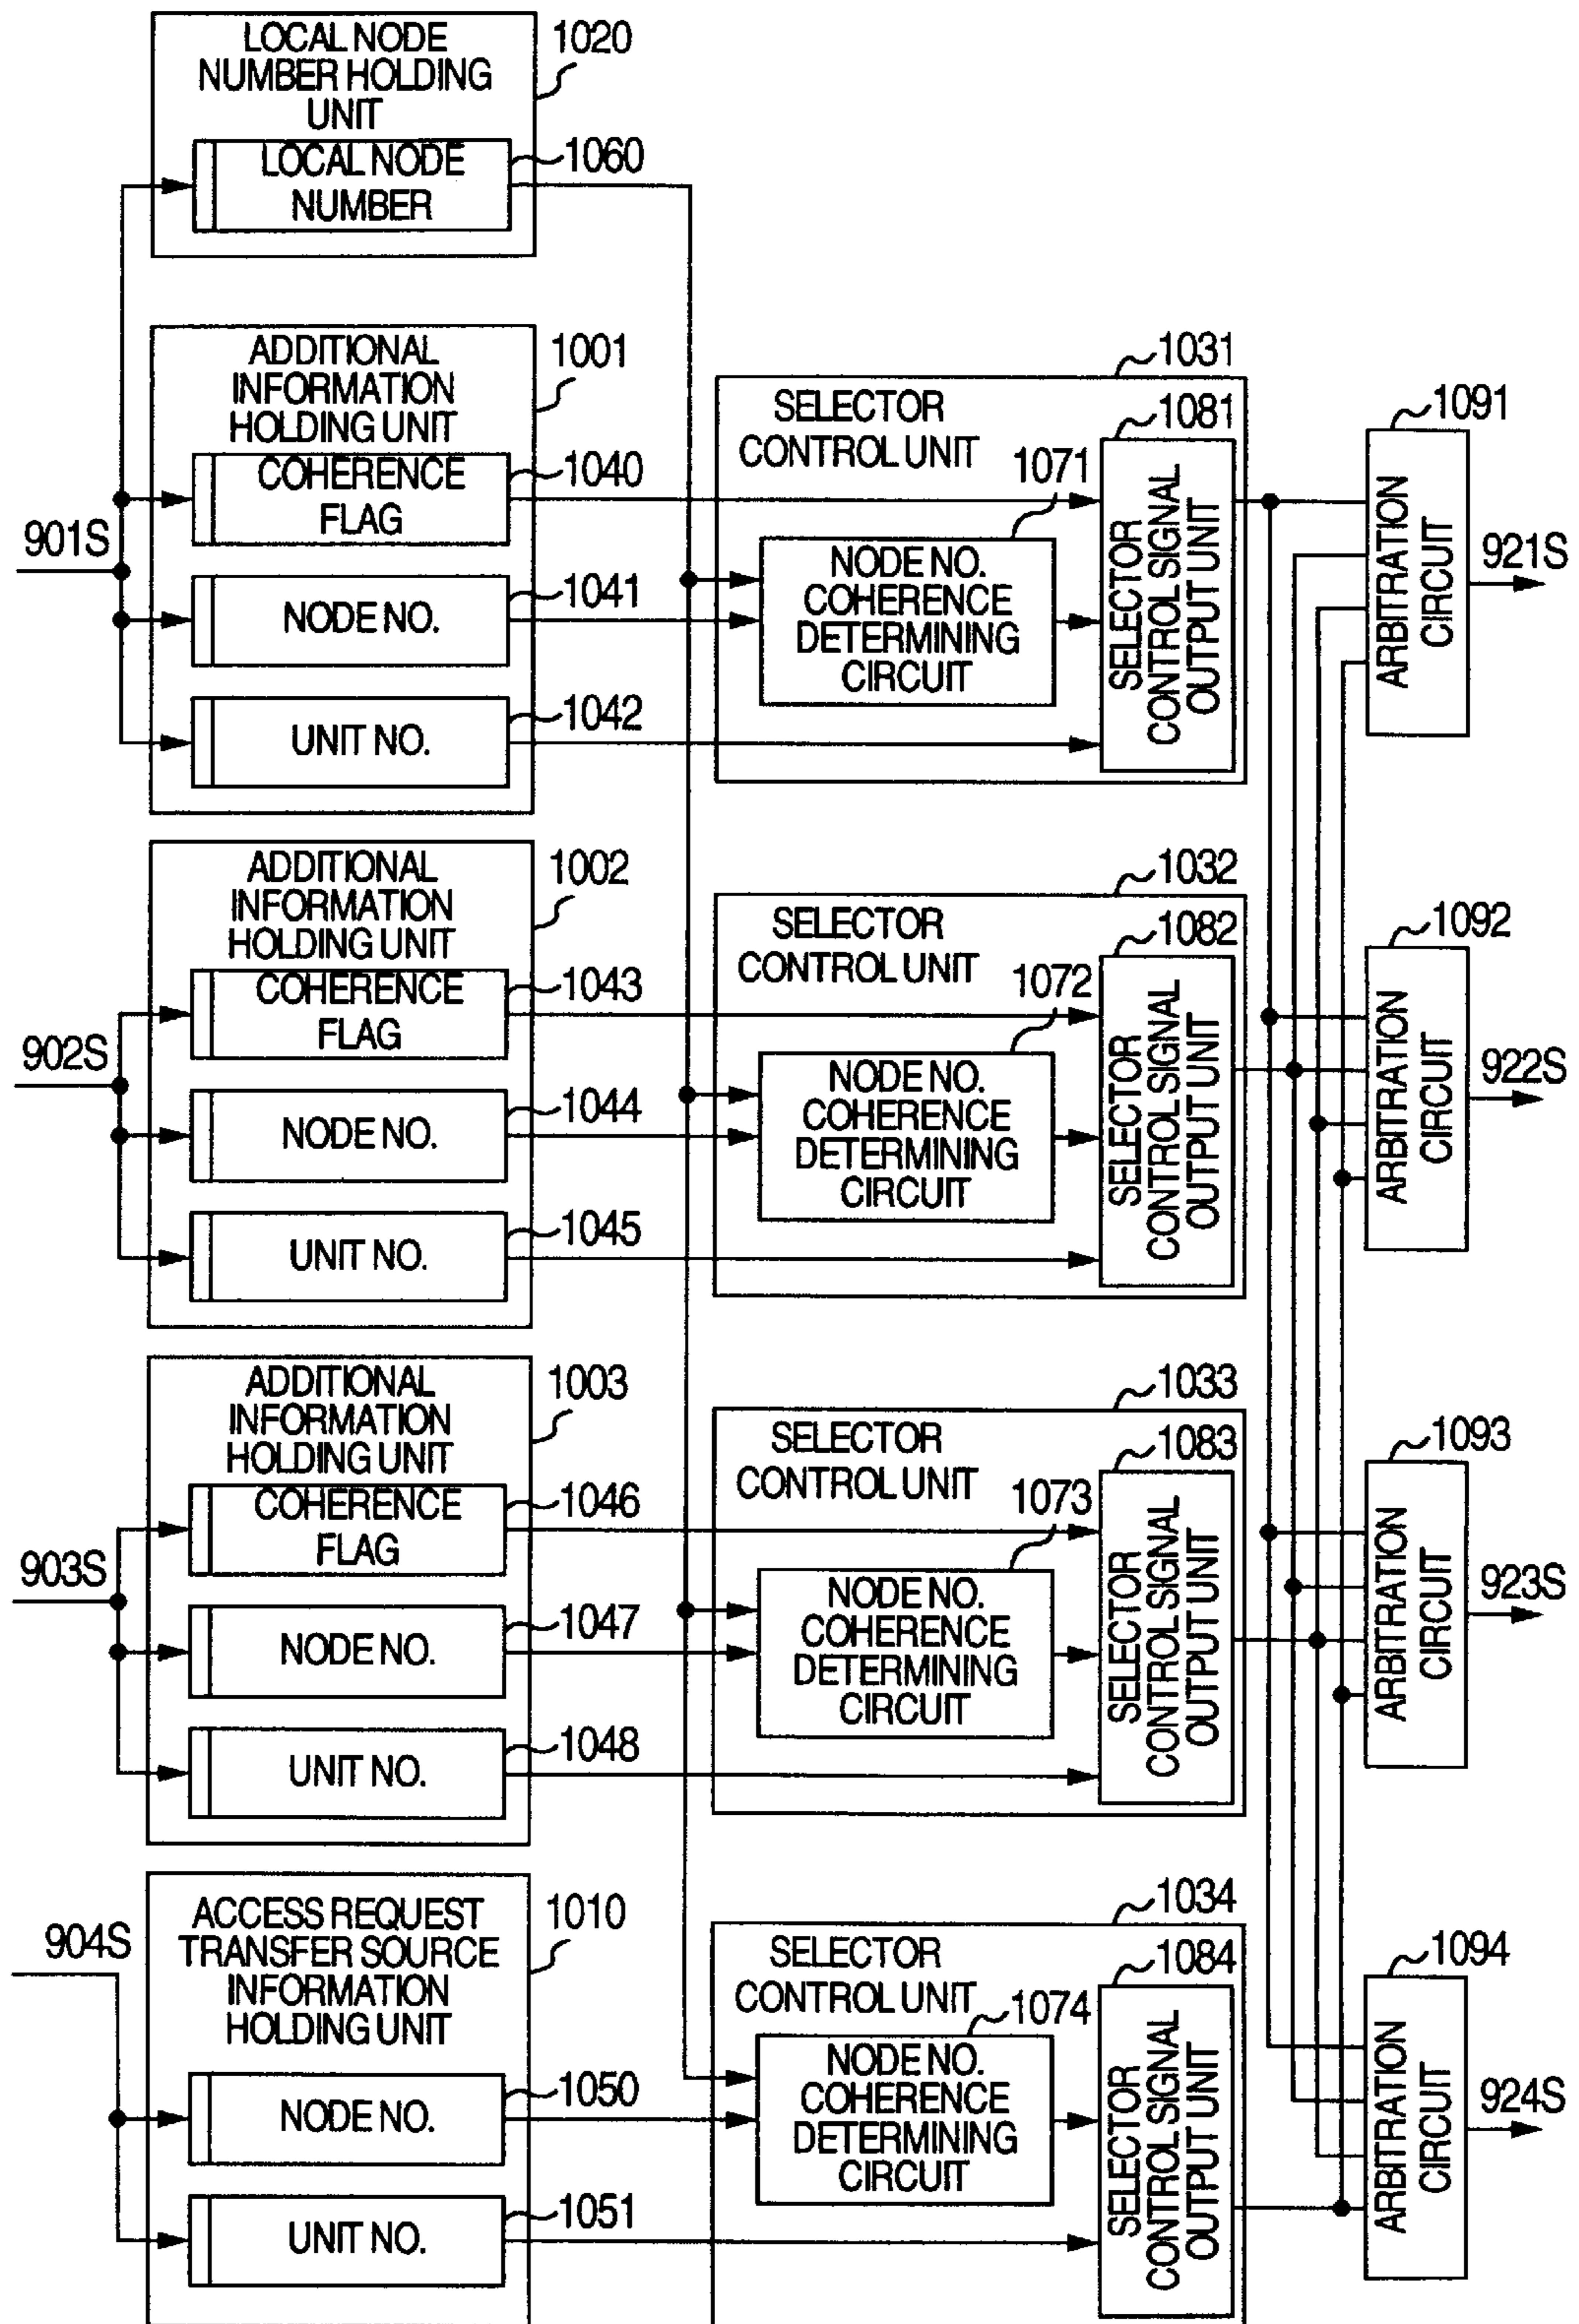 LOCAL NODE
NUMBER HOLDING
UNIT
1020
LOCAL NODE
NUMBER
1060
901S
ADDITIONAL
INFORMATION
HOLDING UNIT
1001
COHERENCE
FLAG
1040
NODE NO.
1041
UNIT NO.
1042
1031
SELECTOR
CONTROL UNIT
1071
NODE NO.
COHERENCE
DETERMINING
CIRCUIT
1081
SELECTOR
CONTROL SIGNAL
OUTPUT UNIT
1091
ARBITRATION
CIRCUIT
921S
902S
ADDITIONAL
INFORMATION
HOLDING UNIT
1002
COHERENCE
FLAG
1043
NODE NO.
1044
UNIT NO.
1045
1032
SELECTOR
CONTROL UNIT
1072
NODE NO.
COHERENCE
DETERMINING
CIRCUIT
1082
SELECTOR
CONTROL SIGNAL
OUTPUT UNIT
1092
ARBITRATION
CIRCUIT
922S
903S
ADDITIONAL
INFORMATION
HOLDING UNIT
1003
COHERENCE
FLAG
1046
NODE NO.
1047
UNIT NO.
1048
1033
SELECTOR
CONTROL UNIT
1073
NODE NO.
COHERENCE
DETERMINING
CIRCUIT
1083
SELECTOR
CONTROL SIGNAL
OUTPUT UNIT
1093
ARBITRATION
CIRCUIT
923S
904S
ACCESS REQUEST
TRANSFER SOURCE
INFORMATION
HOLDING UNIT
1010
NODE NO.
1050
UNIT NO.
1051
1034
SELECTOR
CONTROL UNIT
1074
NODE NO.
COHERENCE
DETERMINING
CIRCUIT
1084
SELECTOR
CONTROL SIGNAL
OUTPUT UNIT
1094
ARBITRATION
CIRCUIT
924S